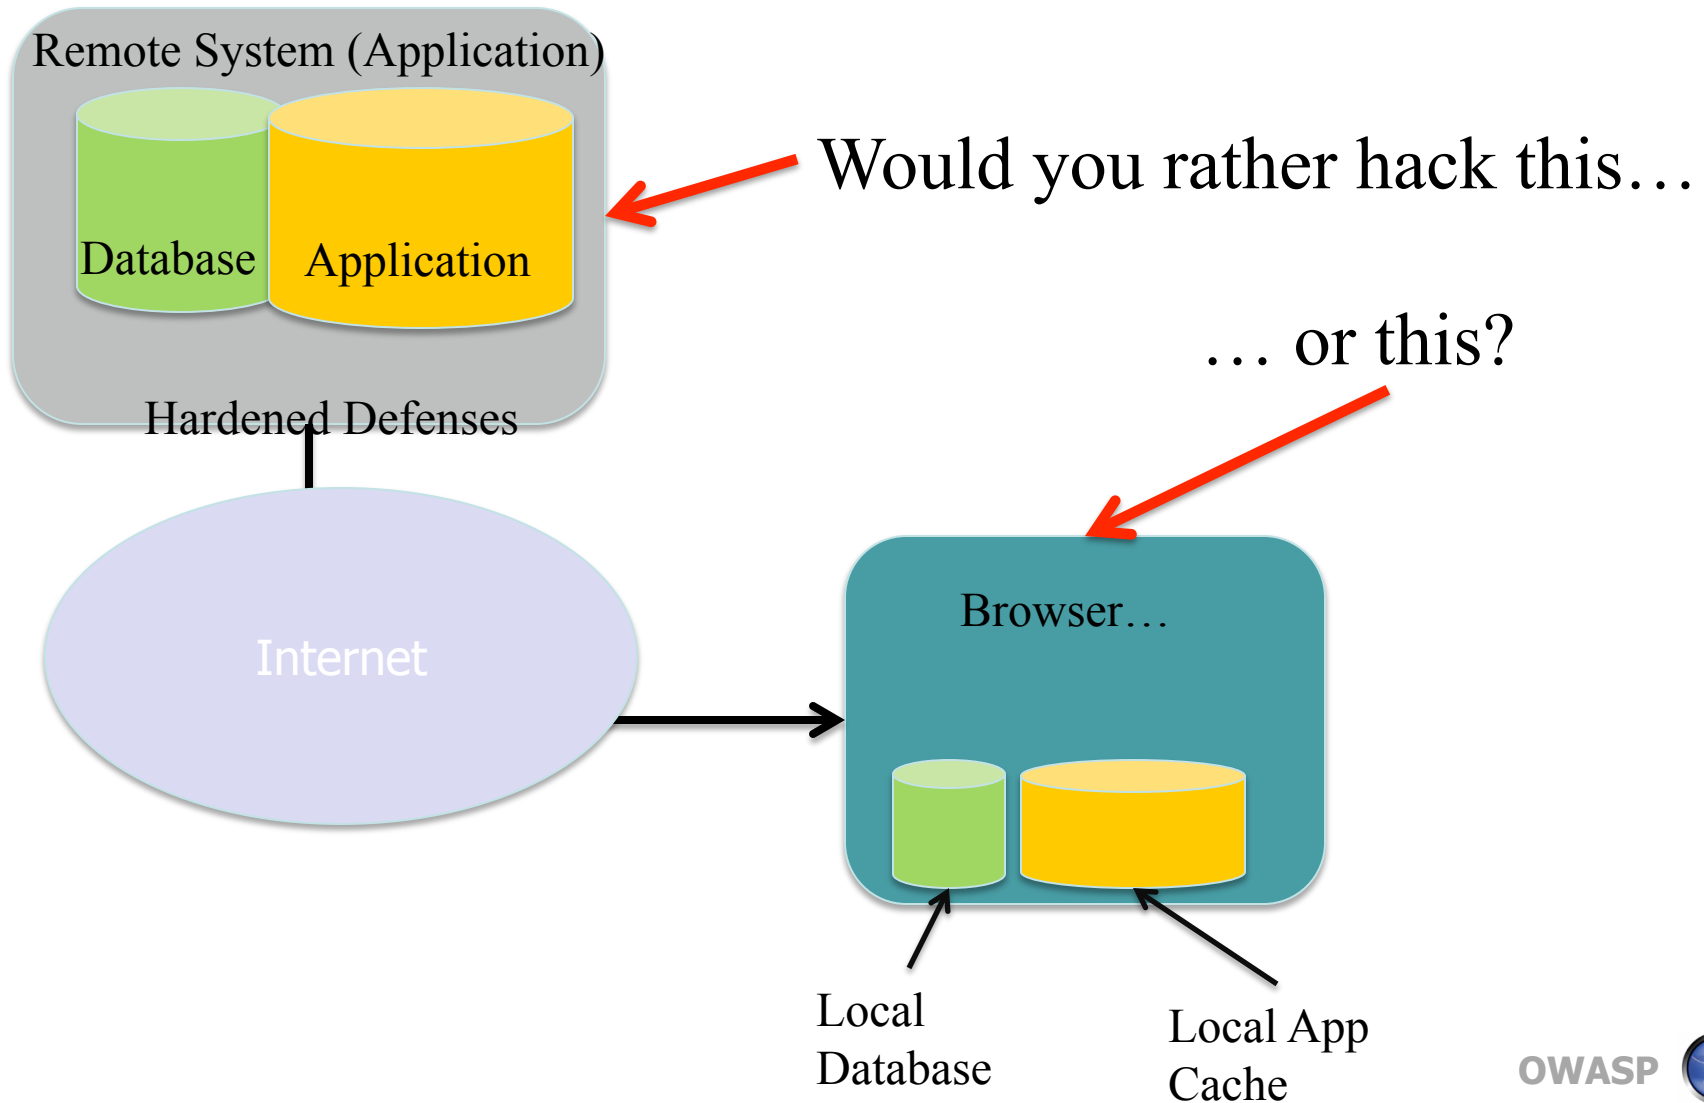 Remote System (Application)
Would you rather hack this…
Database
Application
… or this?
Hardened Defenses
Internet
Browser…
Local
Database
Local App
Cache
OWASP